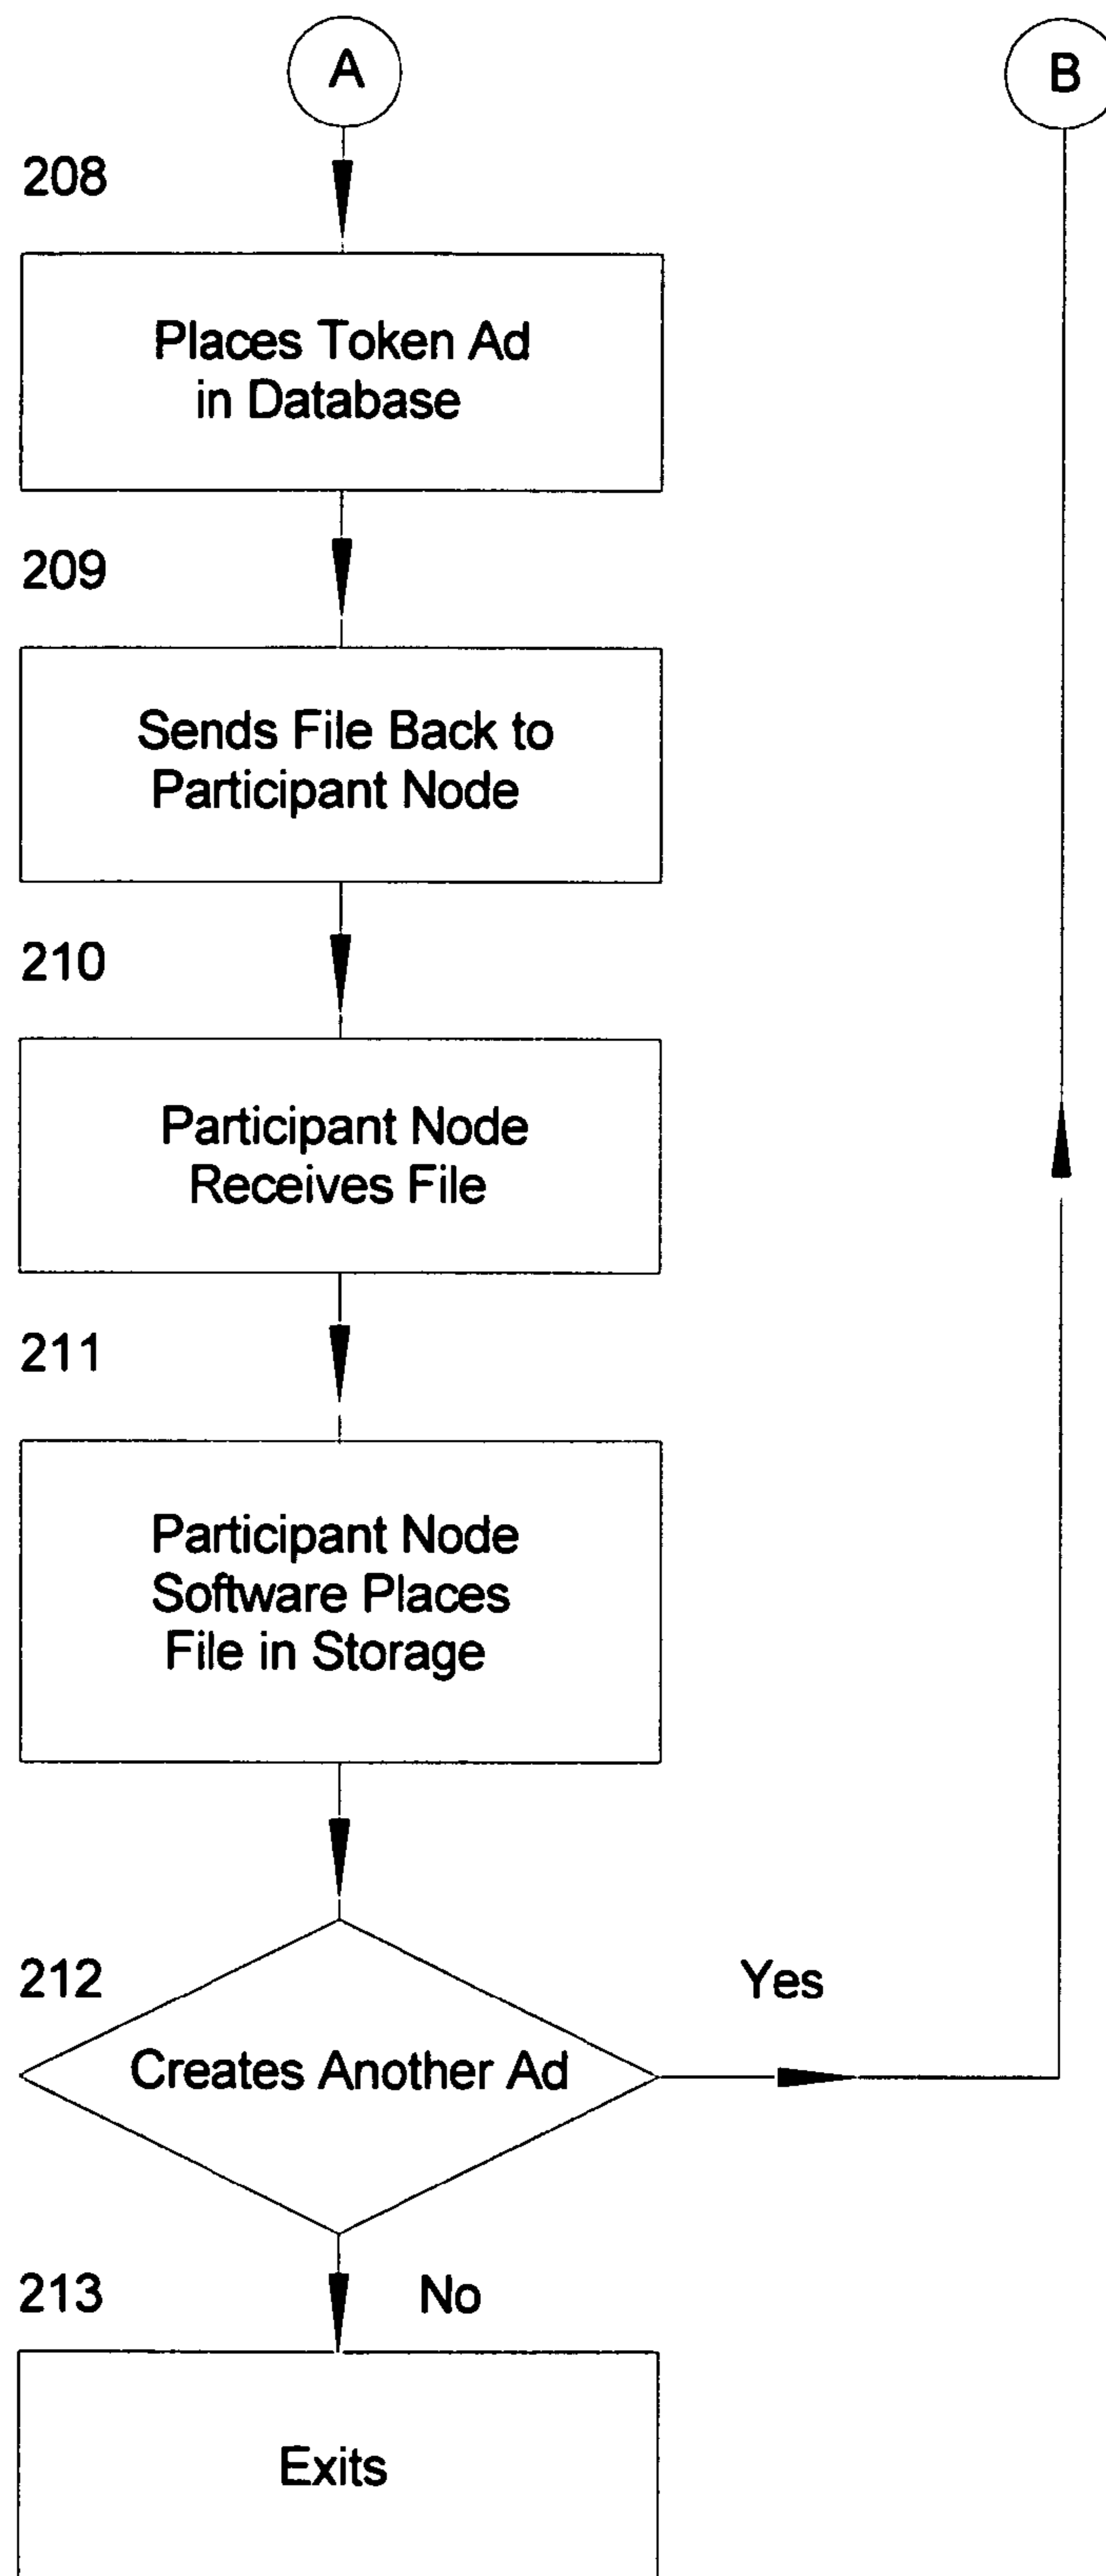 A
B
208
Places Token Ad
in Database
209
Sends File Back to
Participant Node
210
Participant Node
Receives File
211
Participant Node
Software Places
File in Storage
212
Yes
Creates Another Ad
213
No
Exits